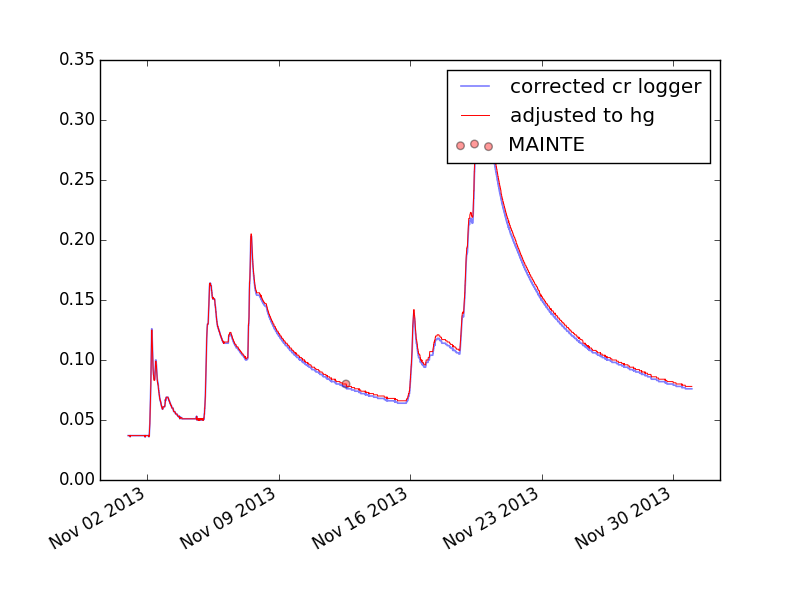 0.35
0.30
0.25
0.20
0.15
0.10
0.05
0.00
corrected cr logger
adjusted to hg
MAINTE
Nov 02 2013
Nov 09 2013
Nov 16 2013
Nov 23 2013
Nov 30 2013